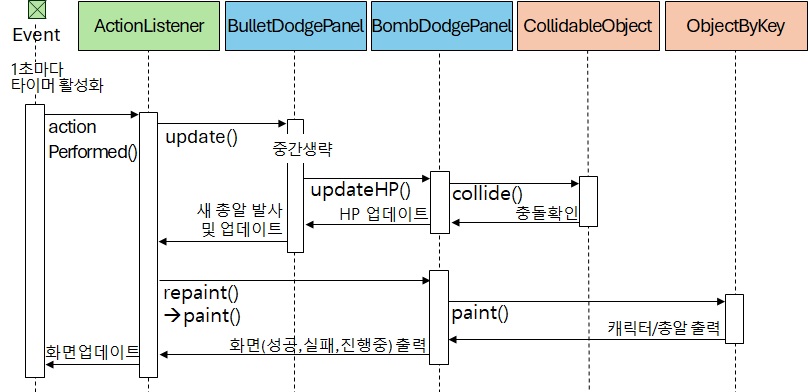 Event
ActionListener
BulletDodgePanel
BombDodgePanel
CollidableObject
ObjectByKey
1초마다
타이머 활성화
action
Performed()
update()
중간생략
updateHP()
collide()
HP 업데이트
충돌확인
새 총알 발사
및 업데이트
repaint()
→paint()
paint()
캐릭터/총알 출력
화면(성공,실패,진행중) 출력
화면업데이트